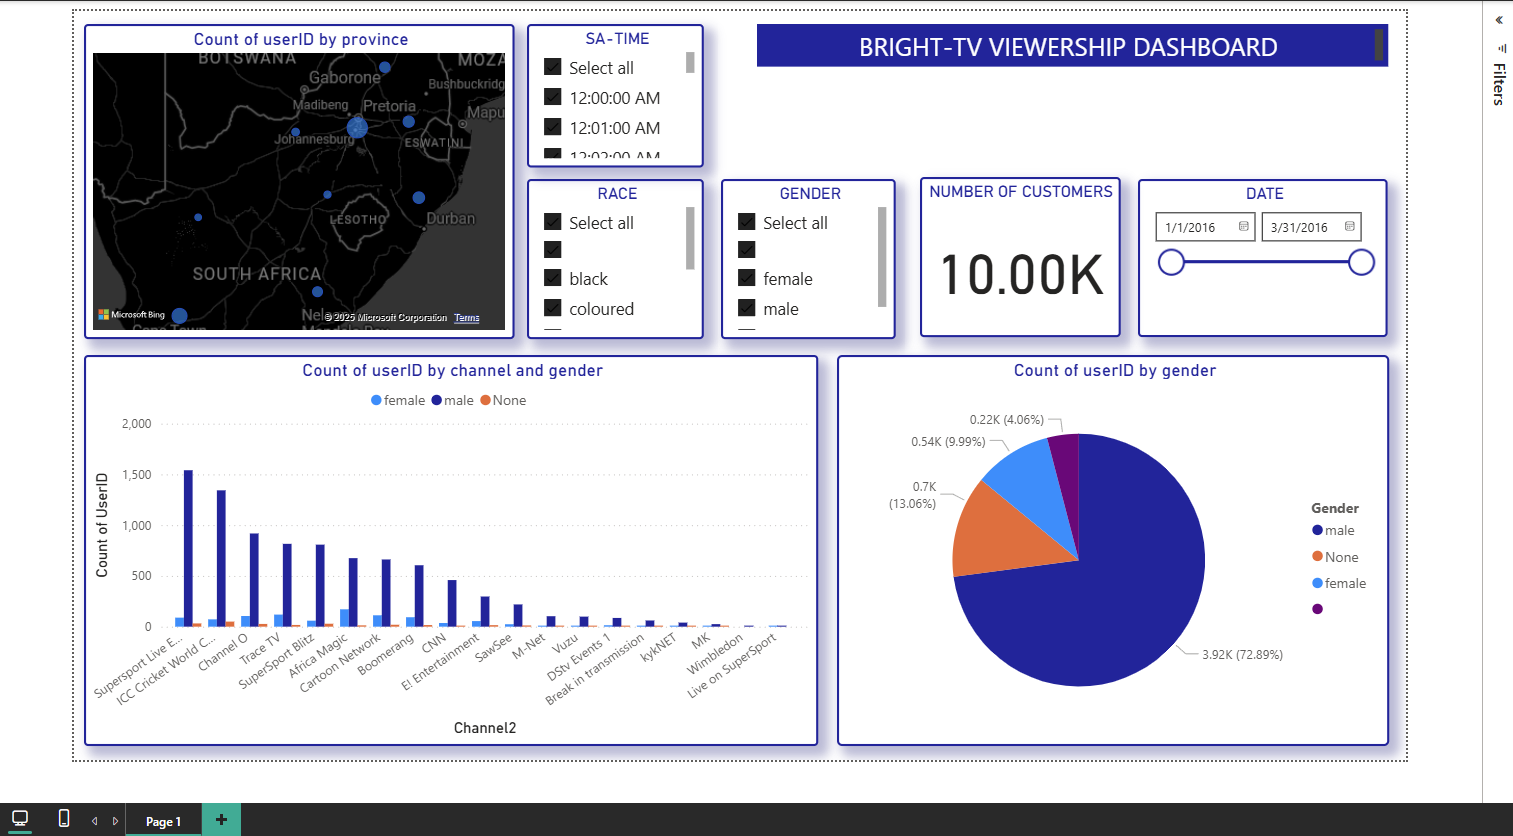 Count of userID by province
BOTSWANA
MOZA
Gaborone
Bushbuckridg
Madibeng
Pretoria
Mapu
Johannesburg
ESWATINI
LESOTHO
Durban
SOUTH AFRICA
Microsoft Bing
© 2025 Microsoft Corporation Terms
Cape Town
SA-TIME
Select all
12:00:00 AM
12:01:00 AM
12:02:00 AM
BRIGHT-TV VIEWERSHIP DASHBOARD
Filters
RACE
Select all
black
coloured
GENDER
Select all
female
male
NUMBER OF CUSTOMERS
10.00K
DATE
1/1/2016
3/31/2016
Count of userID by channel and gender
female male None
Count of UserID
2,000
1,500
1,000
500
0
Supersport Live E...
ICC Cricket World C...
Channel O
Trace TV
SuperSport Blitz
Africa Magic
Cartoon Network
Boomerang
CNN
E! Entertainment
SawSee
M-Net
Vuzu
DStv Events 1
Break in transmission
kykNET
MK
Wimbledon
Live on SuperSport
Channel2
Count of userID by gender
0.22K (4.06%)
0.54K (9.99%)
0.7K
(13.06%)
3.92K (72.89%)
Gender
male
None
female
Page 1